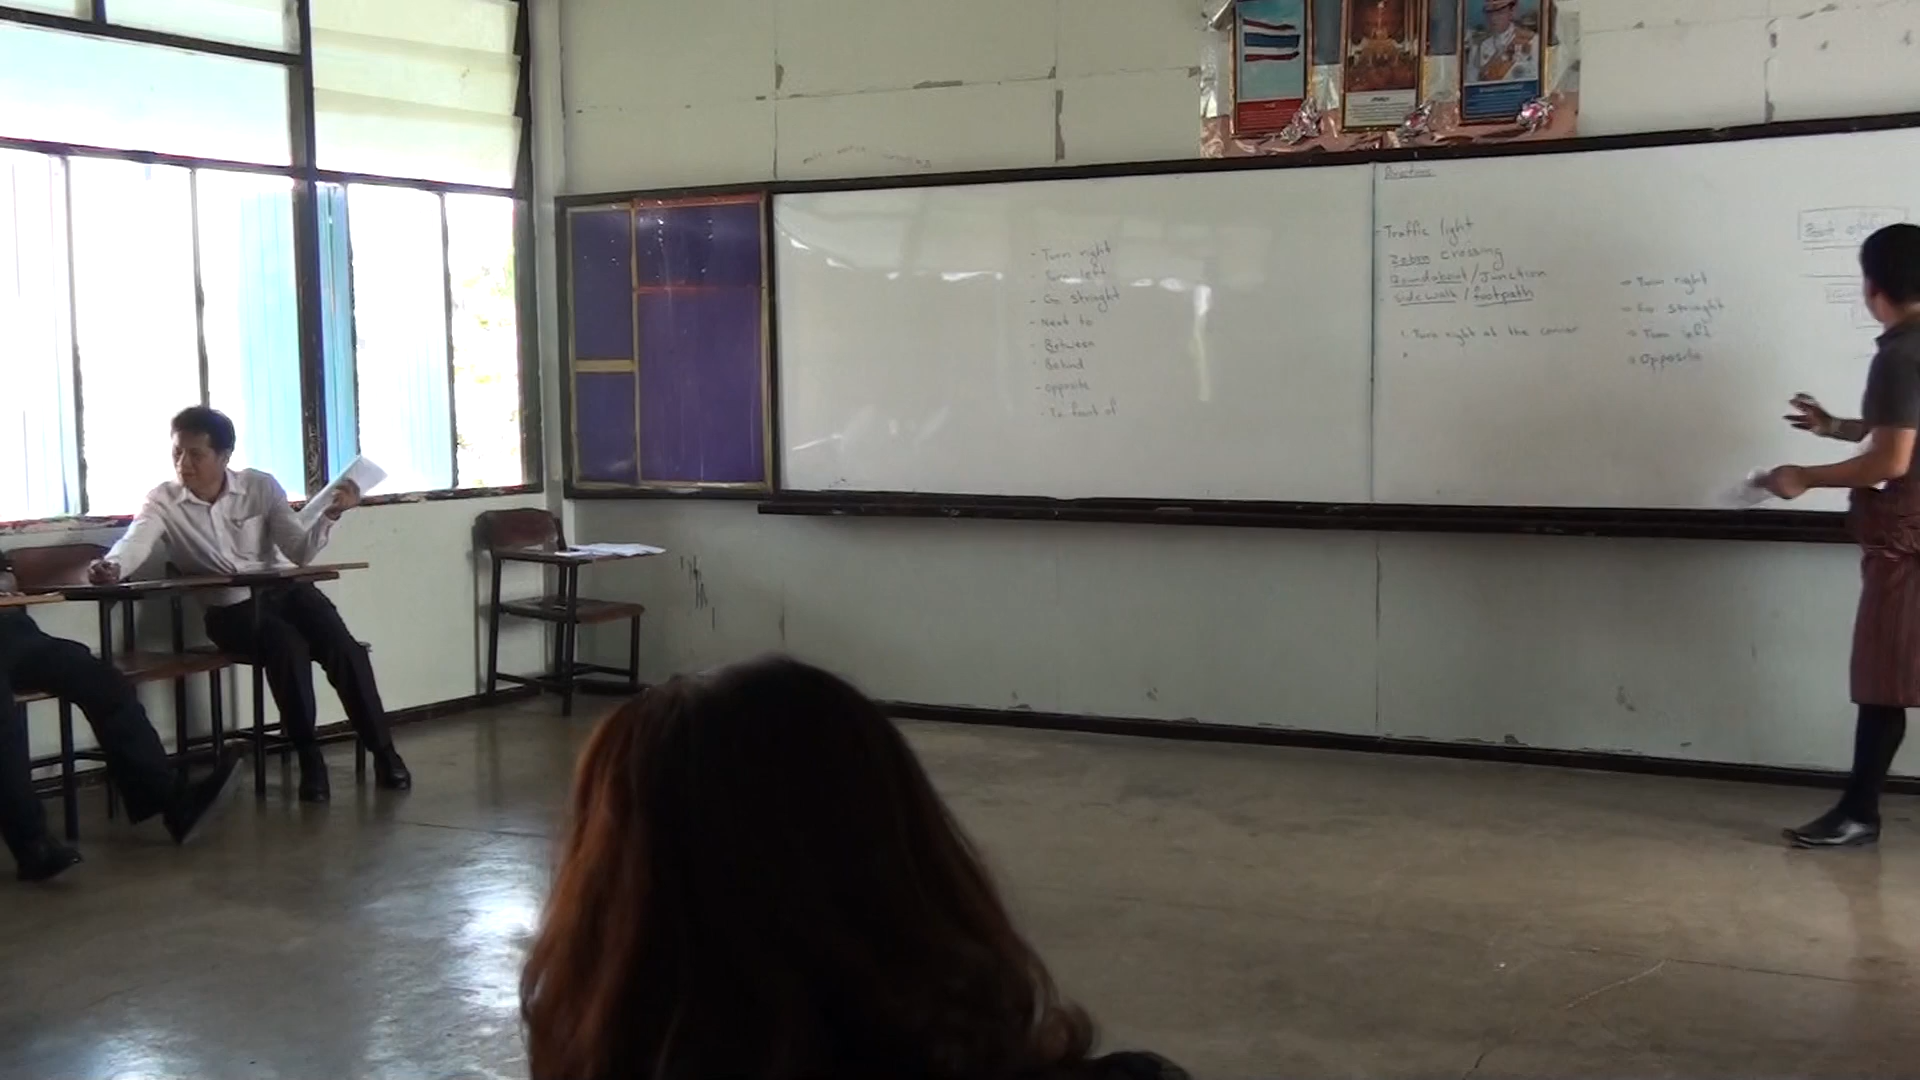 - Turn right
- Turn left
- Go straight
- Next to
- Between
- Behind
- opposite
- In front of
Directions
- Traffic light
Zebra crossing
Roundabout / Junction
- Sidewalk / footpath
Turn right at the corner
Turn right
Go straight
Turn left
Opposite